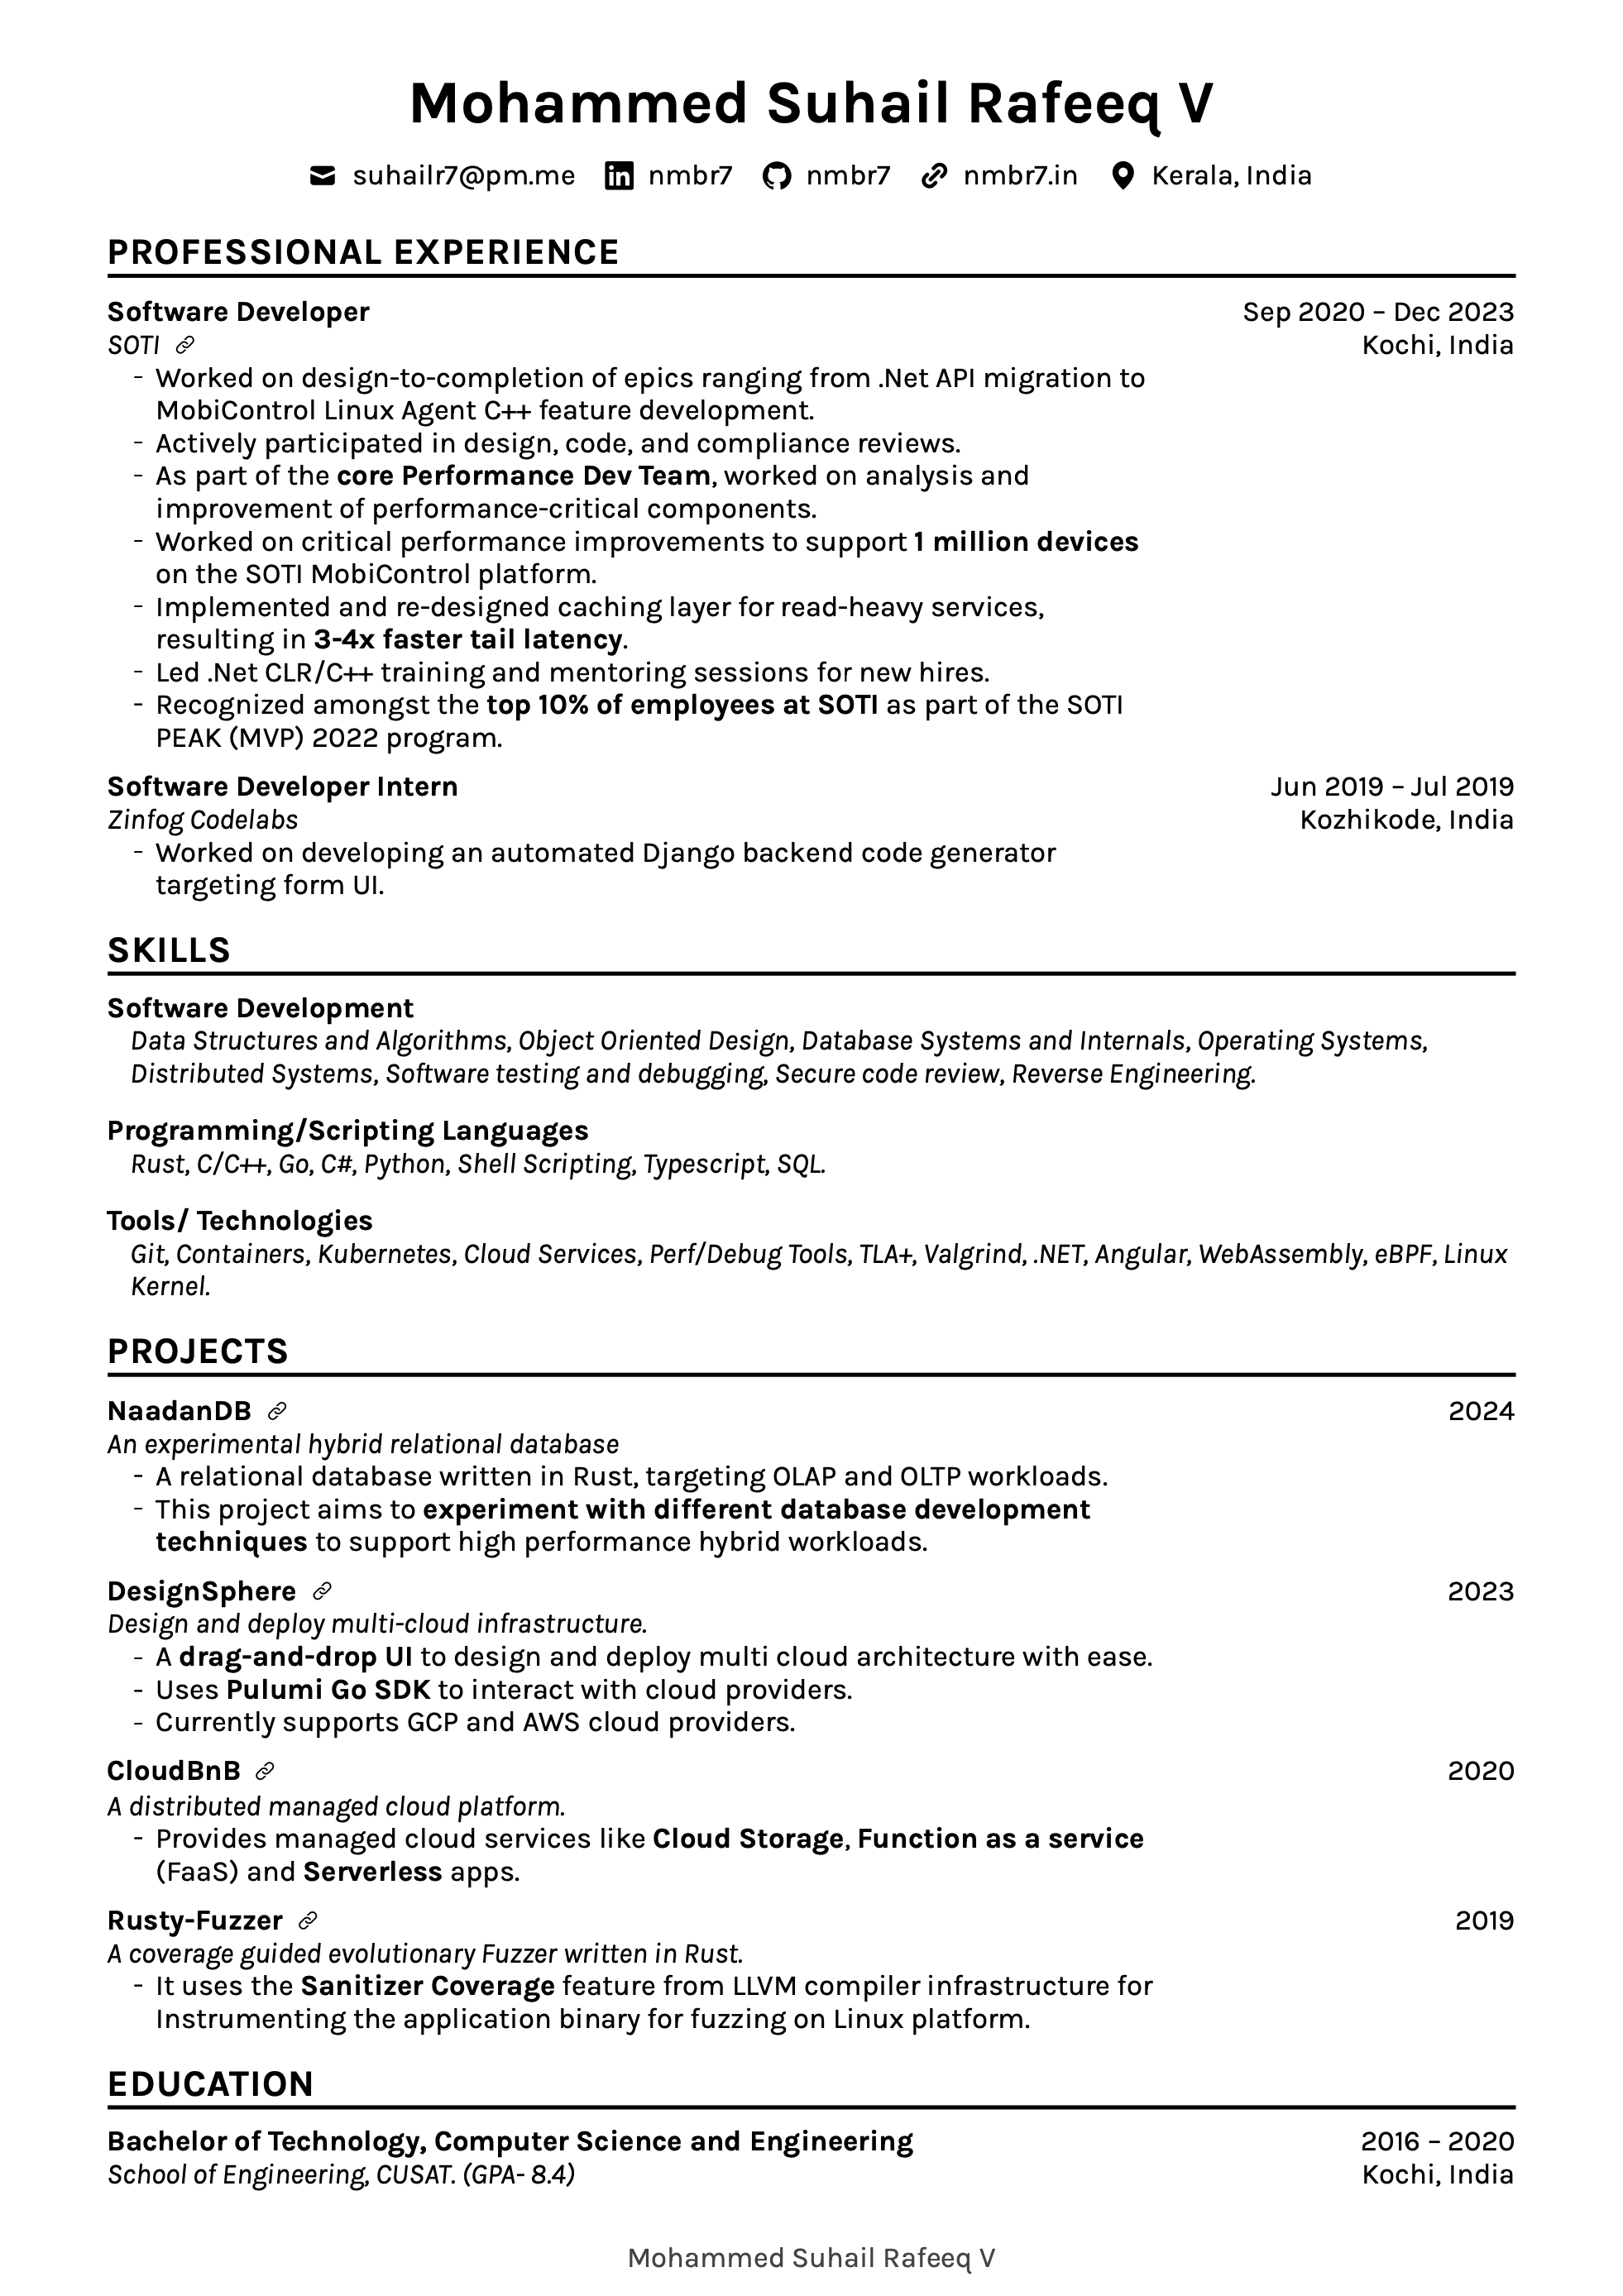 Mohammed Suhail Rafeeq V
suhailr7@pm.me nmbr7 nmbr7 nmbr7.in Kerala, India
PROFESSIONAL EXPERIENCE
Software Developer Sep 2020 – Dec 2023
SOTI Kochi, India
- Worked on design-to-completion of epics ranging from .Net API migration to
MobiControl Linux Agent C++ feature development.
- Actively participated in design, code, and compliance reviews.
- As part of the core Performance Dev Team, worked on analysis and
improvement of performance-critical components.
- Worked on critical performance improvements to support 1 million devices
on the SOTI MobiControl platform.
- Implemented and re-designed caching layer for read-heavy services,
resulting in 3-4x faster tail latency.
- Led .Net CLR/C++ training and mentoring sessions for new hires.
- Recognized amongst the top 10% of employees at SOTI as part of the SOTI
PEAK (MVP) 2022 program.
Software Developer Intern Jun 2019 – Jul 2019
Zinfog Codelabs Kozhikode, India
- Worked on developing an automated Django backend code generator
targeting form UI.
SKILLS
Software Development
Data Structures and Algorithms, Object Oriented Design, Database Systems and Internals, Operating Systems,
Distributed Systems, Software testing and debugging, Secure code review, Reverse Engineering.
Programming/Scripting Languages
Rust, C/C++, Go, C#, Python, Shell Scripting, Typescript, SQL.
Tools/ Technologies
Git, Containers, Kubernetes, Cloud Services, Perf/Debug Tools, TLA+, Valgrind, .NET, Angular, WebAssembly, eBPF, Linux
Kernel.
PROJECTS
NaadanDB 2024
An experimental hybrid relational database
- A relational database written in Rust, targeting OLAP and OLTP workloads.
- This project aims to experiment with different database development
techniques to support high performance hybrid workloads.
DesignSphere 2023
Design and deploy multi-cloud infrastructure.
- A drag-and-drop UI to design and deploy multi cloud architecture with ease.
- Uses Pulumi Go SDK to interact with cloud providers.
- Currently supports GCP and AWS cloud providers.
CloudBnB 2020
A distributed managed cloud platform.
- Provides managed cloud services like Cloud Storage, Function as a service
(FaaS) and Serverless apps.
Rusty-Fuzzer 2019
A coverage guided evolutionary Fuzzer written in Rust.
- It uses the Sanitizer Coverage feature from LLVM compiler infrastructure for
Instrumenting the application binary for fuzzing on Linux platform.
EDUCATION
Bachelor of Technology, Computer Science and Engineering 2016 – 2020
School of Engineering, CUSAT. (GPA- 8.4) Kochi, India
Mohammed Suhail Rafeeq V